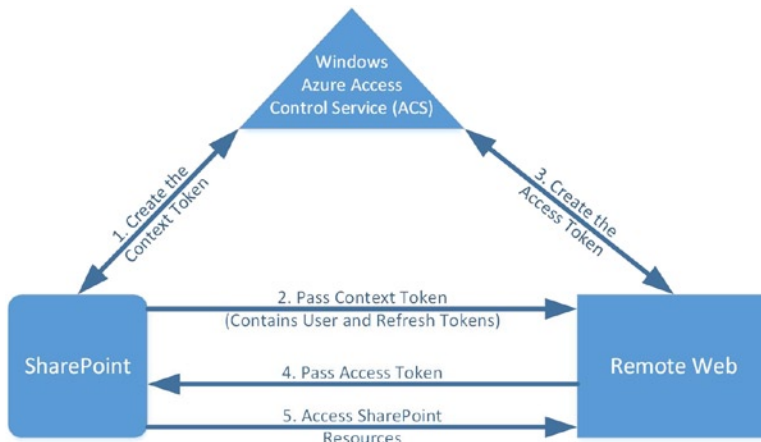 Windows
Azure Access
Control Service (ACS)
1. Create the
Context Token
3. Create the
Access Token
2. Pass Context Token
(Contains User and Refresh Tokens)
SharePoint
Remote Web
4. Pass Access Token
5. Access SharePoint
Resources